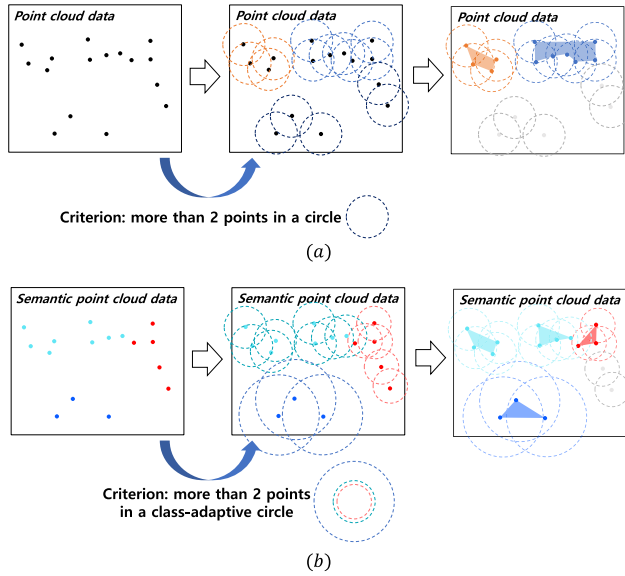 Point cloud data
Point cloud data
Point cloud data
Criterion: more than 2 points in a circle
(a)
Semantic point cloud data
Semantic point cloud data
Semantic point cloud data
Criterion: more than 2 points
in a class-adaptive circle
(b)